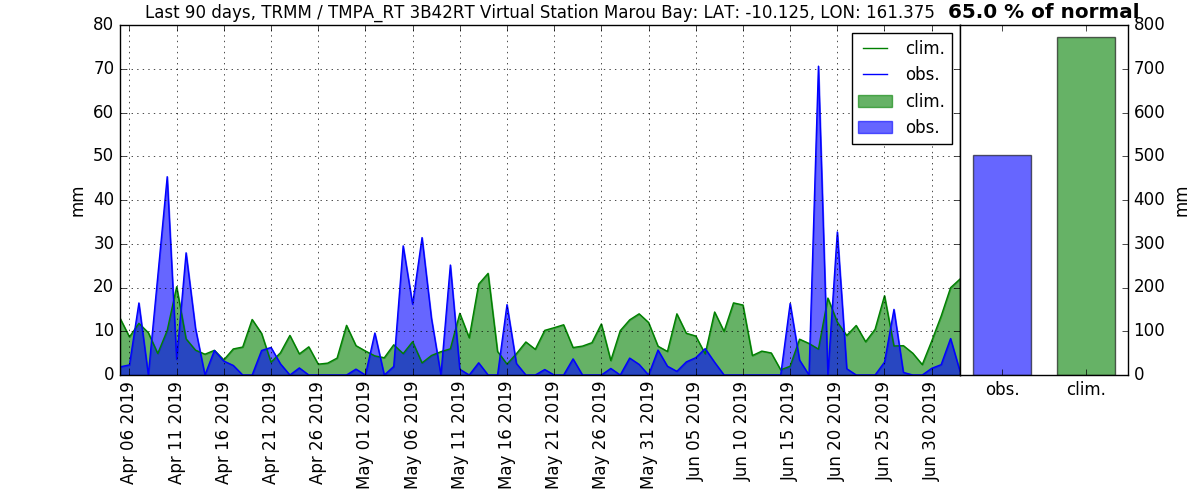 Last 90 days, TRMM / TMPA_RT 3B42RT Virtual Station Marou Bay: LAT: -10.125, LON: 161.375 65.0 % of normal
clim.
obs.
clim.
obs.
mm
80
70
60
50
40
30
20
10
0
Apr 06 2019
Apr 11 2019
Apr 16 2019
Apr 21 2019
Apr 26 2019
May 01 2019
May 06 2019
May 11 2019
May 16 2019
May 21 2019
May 26 2019
May 31 2019
Jun 05 2019
Jun 10 2019
Jun 15 2019
Jun 20 2019
Jun 25 2019
Jun 30 2019
800
700
600
500
400
300
200
100
0
mm
obs. clim.